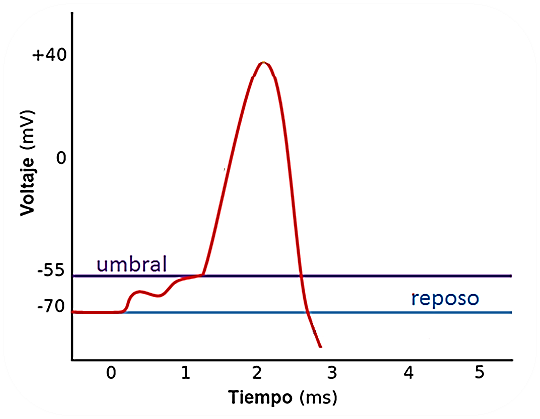 +40
0
-55
-70
Voltaje (mV)
umbral
reposo
0 1 2 3 4 5
Tiempo (ms)